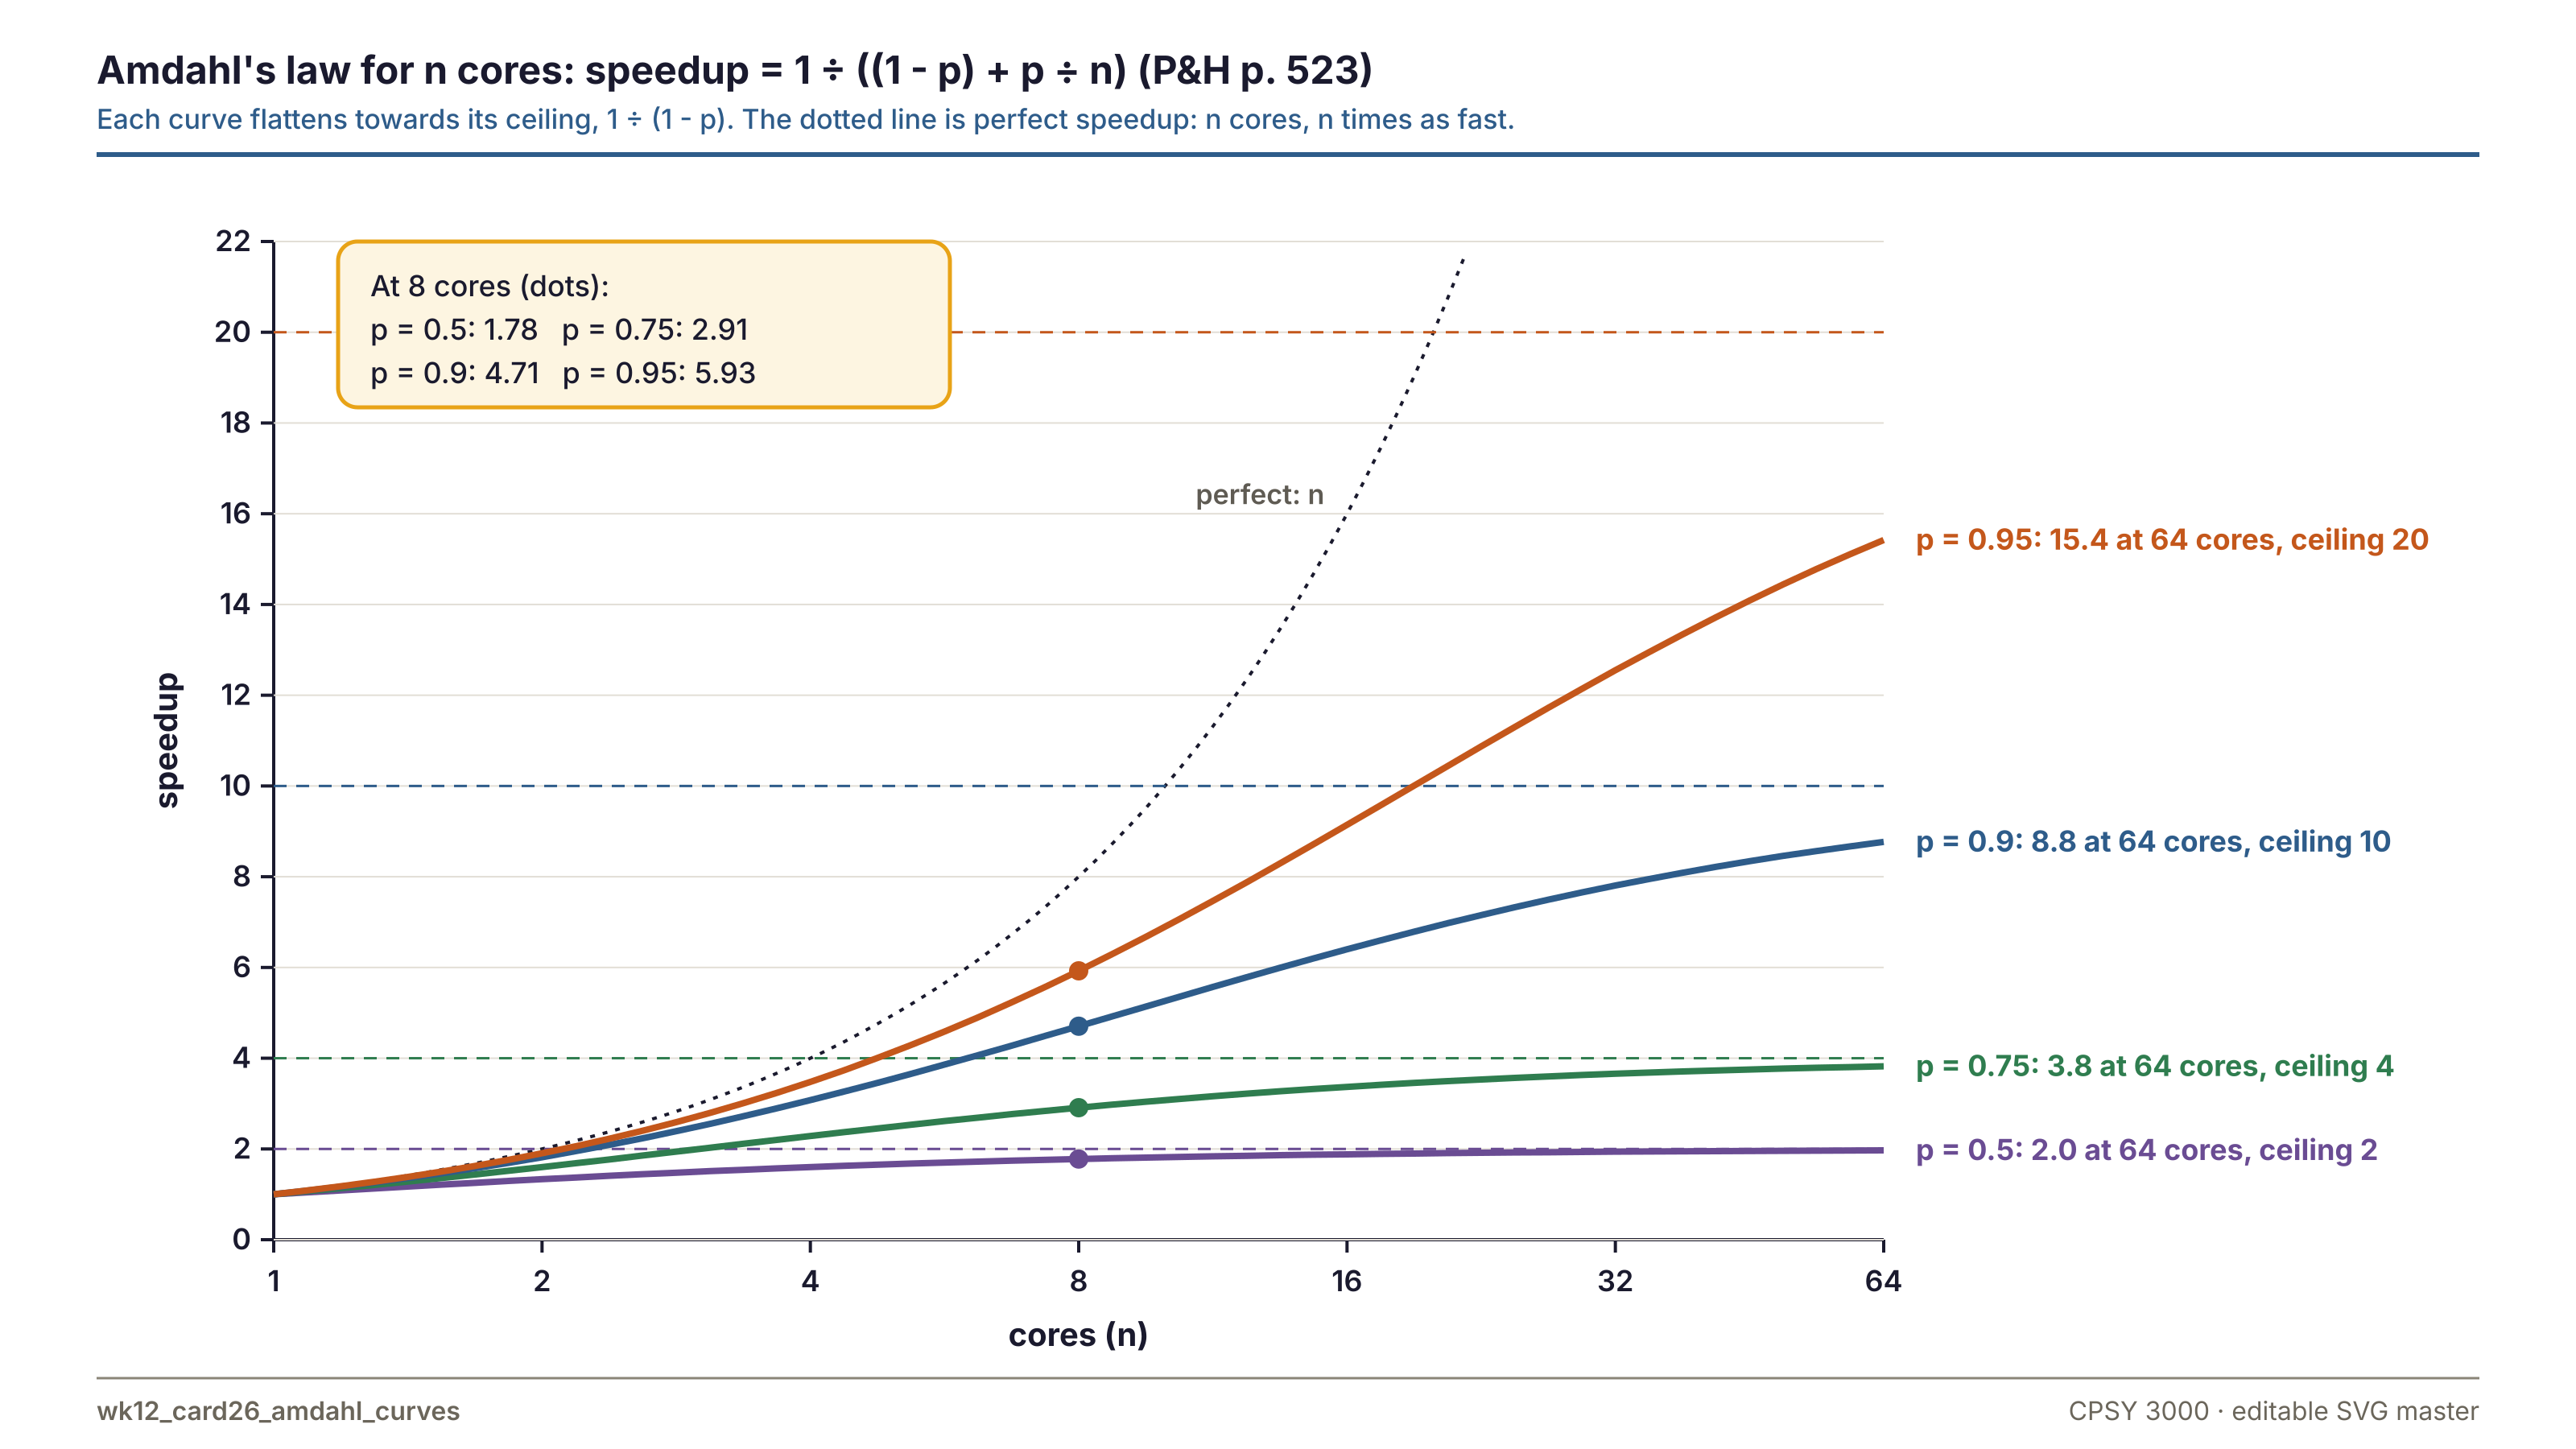 Amdahl's law for n cores: speedup = 1 ÷ ((1 - p) + p ÷ n) (P&H p. 523)
Each curve flattens towards its ceiling, 1 ÷ (1 - p). The dotted line is perfect speedup: n cores, n times as fast.
22
At 8 cores (dots):
p = 0.5: 1.78 p = 0.75: 2.91
p = 0.9: 4.71 p = 0.95: 5.93
20
18
perfect: n
16
p = 0.95: 15.4 at 64 cores, ceiling 20
14
12
speedup
10
p = 0.9: 8.8 at 64 cores, ceiling 10
8
6
4
p = 0.75: 3.8 at 64 cores, ceiling 4
2
p = 0.5: 2.0 at 64 cores, ceiling 2
0
1 2 4 8 16 32 64
cores (n)
wk12_card26_amdahl_curves
CPSY 3000 · editable SVG master